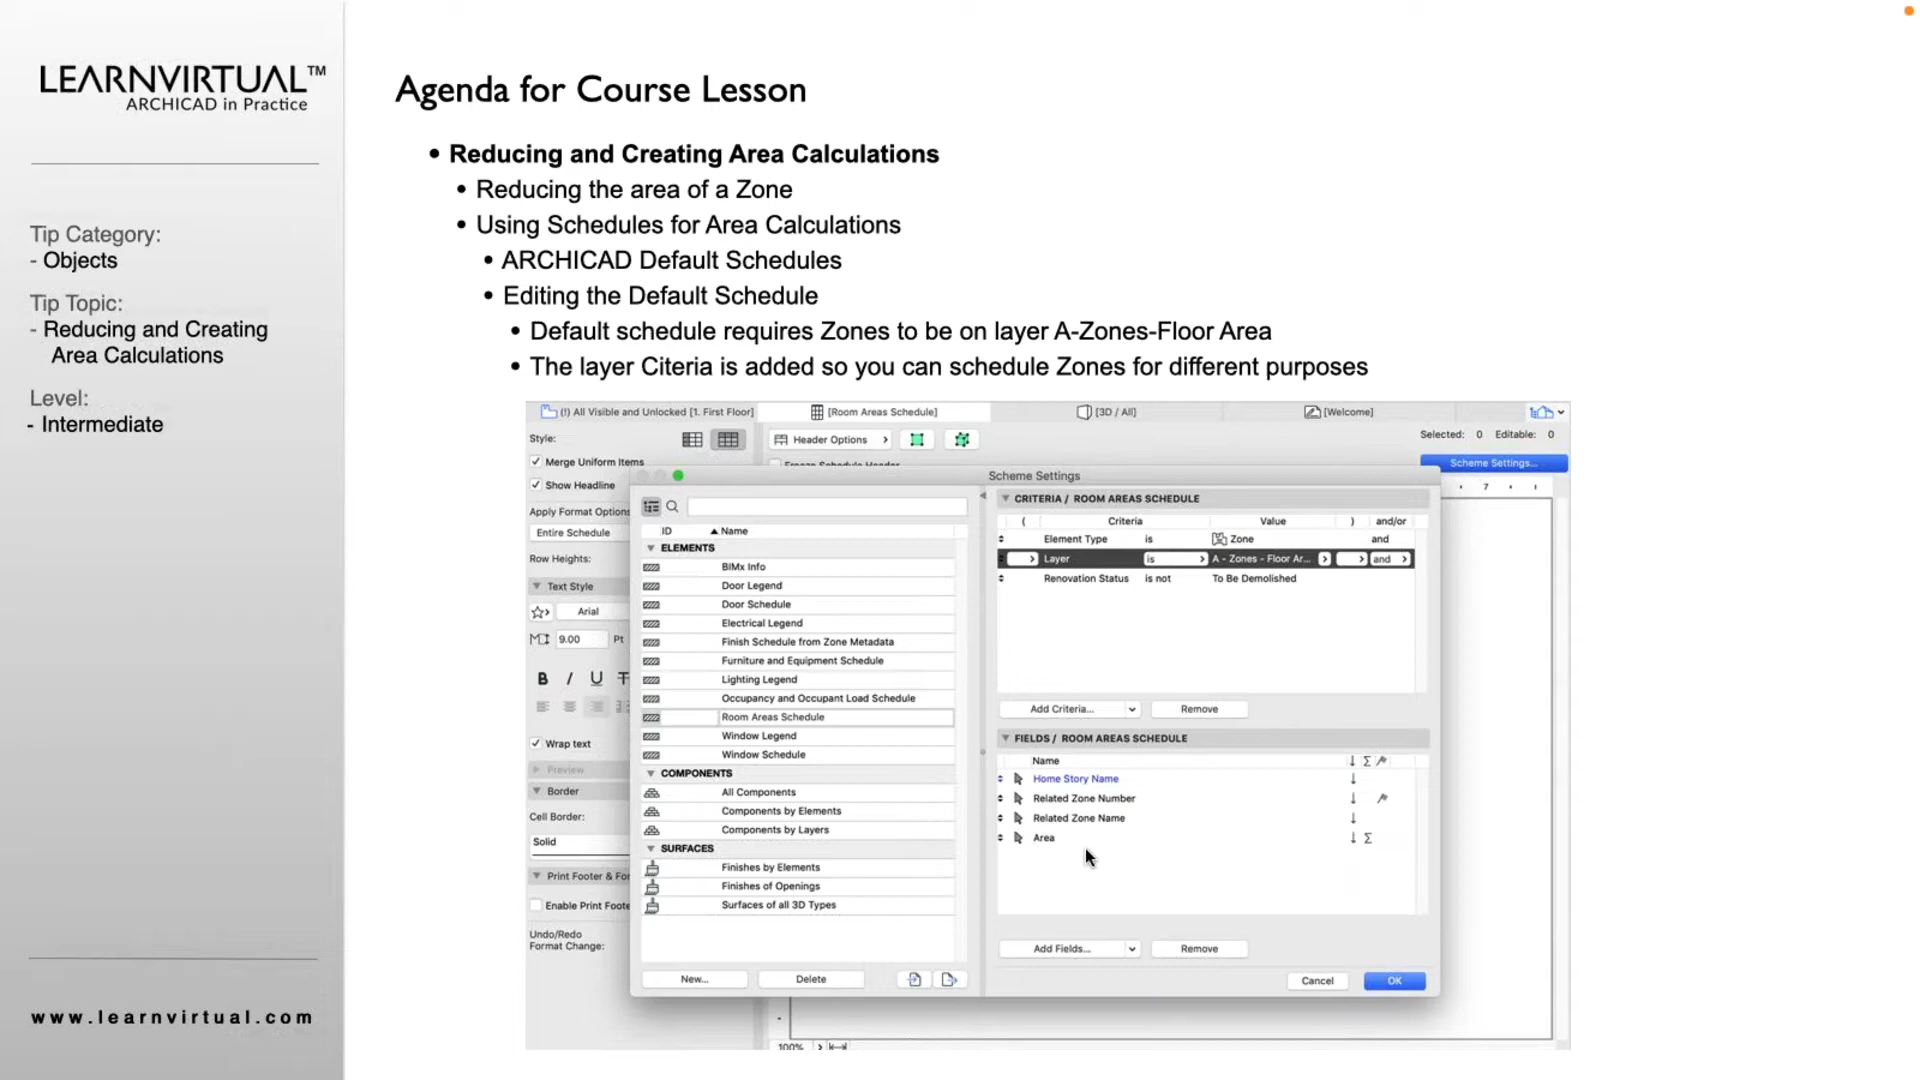 LEARNVIRTUAL™
ARCHICAD in Practice
Tip Category:
- Objects
Tip Topic:
- Reducing and Creating
Area Calculations
Level:
- Intermediate
www.learnvirtual.com
Agenda for Course Lesson
• Reducing and Creating Area Calculations
• Reducing the area of a Zone
• Using Schedules for Area Calculations
• ARCHICAD Default Schedules
• Editing the Default Schedule
• Default schedule requires Zones to be on layer A-Zones-Floor Area
• The layer Citeria is added so you can schedule Zones for different purposes
(!) All Visible and Unlocked [1. First Floor]
[Room Areas Schedule]
[3D / All]
[Welcome]
Style:
Header Options
Selected: 0 Editable: 0
Merge Uniform Items
Freeze Schedule Header
Scheme Settings...
Show Headline
7
Apply Format Options
Entire Schedule
Row Heights:
Text Style
Arial
9.00 Pt
B I U T
Wrap text
Preview
Border
Cell Border:
Solid
Print Footer & For
Enable Print Foote
Undo/Redo
Format Change:
100%
Scheme Settings
ID Name
ELEMENTS
BIMx Info
Door Legend
Door Schedule
Electrical Legend
Finish Schedule from Zone Metadata
Furniture and Equipment Schedule
Lighting Legend
Occupancy and Occupant Load Schedule
Room Areas Schedule
Window Legend
Window Schedule
COMPONENTS
All Components
Components by Elements
Components by Layers
SURFACES
Finishes by Elements
Finishes of Openings
Surfaces of all 3D Types
New... Delete
CRITERIA / ROOM AREAS SCHEDULE
( Criteria Value ) and/or
Element Type is Zone and
Layer is A - Zones - Floor Ar... and
Renovation Status is not To Be Demolished
Add Criteria... Remove
FIELDS / ROOM AREAS SCHEDULE
Name ↓ Σ
Home Story Name ↓
Related Zone Number ↓
Related Zone Name ↓
Area ↓ Σ
Add Fields... Remove
Cancel OK